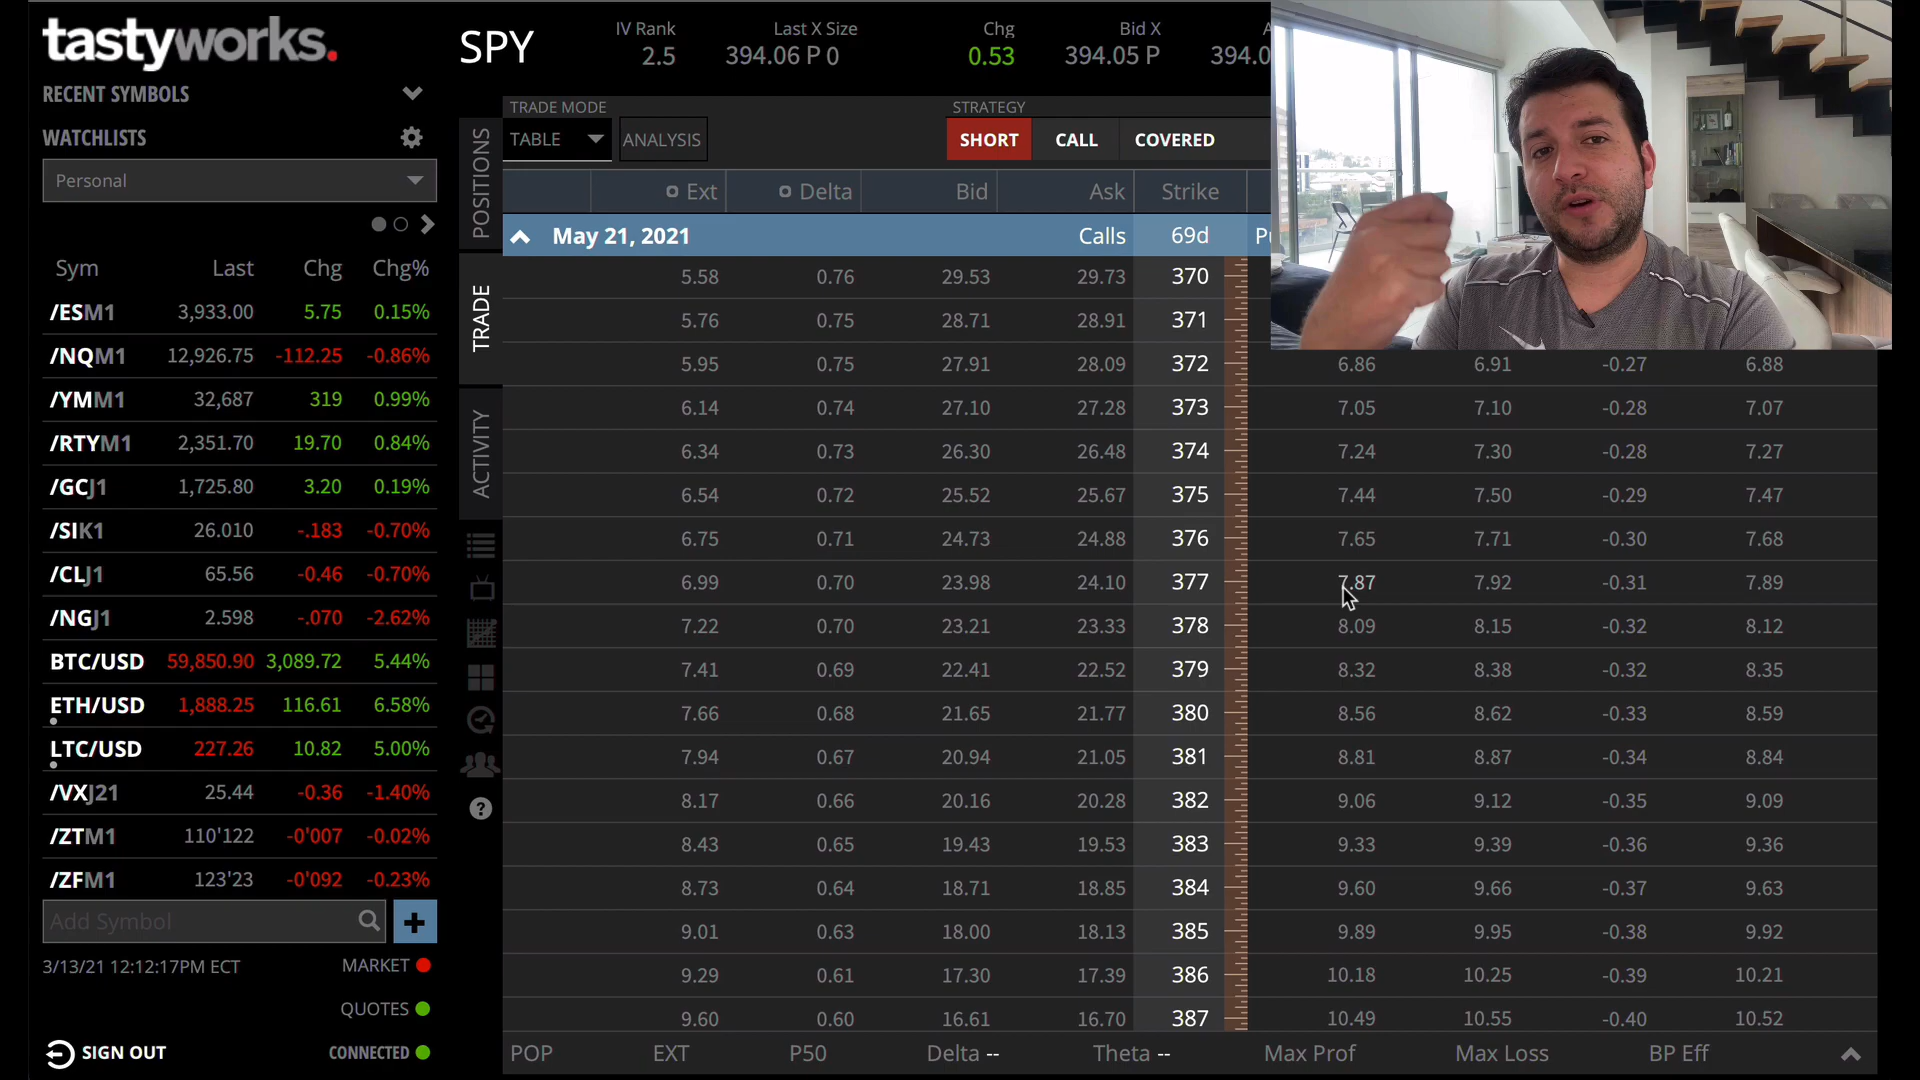 tastyworks.
RECENT SYMBOLS
WATCHLISTS
Personal
Sym Last Chg Chg%
/ESM1 3,933.00 5.75 0.15%
/NQM1 12,926.75 -112.25 -0.86%
/YMM1 32,687 319 0.99%
/RTYM1 2,351.70 19.70 0.84%
/GCJ1 1,725.80 3.20 0.19%
/SIK1 26.010 -.183 -0.70%
/CLJ1 65.56 -0.46 -0.70%
/NGJ1 2.598 -.070 -2.62%
BTC/USD 59,850.90 3,089.72 5.44%
ETH/USD 1,888.25 116.61 6.58%
LTC/USD 227.26 10.82 5.00%
/VXJ21 25.44 -0.36 -1.40%
/ZTM1 110'122 -0'007 -0.02%
/ZFM1 123'23 -0'092 -0.23%
Add Symbol
3/13/21 12:12:17PM ECT MARKET
QUOTES
SIGN OUT CONNECTED
POSITIONS
TRADE
ACTIVITY
SPY
IV Rank Last X Size Chg Bid X A
2.5 394.06 P 0 0.53 394.05 P 394.0
TRADE MODE STRATEGY
TABLE ANALYSIS SHORT CALL COVERED
Ext Delta Bid Ask Strike
May 21, 2021 Calls 69d P
5.58 0.76 29.53 29.73 370
5.76 0.75 28.71 28.91 371
5.95 0.75 27.91 28.09 372 6.86 6.91 -0.27 6.88
6.14 0.74 27.10 27.28 373 7.05 7.10 -0.28 7.07
6.34 0.73 26.30 26.48 374 7.24 7.30 -0.28 7.27
6.54 0.72 25.52 25.67 375 7.44 7.50 -0.29 7.47
6.75 0.71 24.73 24.88 376 7.65 7.71 -0.30 7.68
6.99 0.70 23.98 24.10 377 7.87 7.92 -0.31 7.89
7.22 0.70 23.21 23.33 378 8.09 8.15 -0.32 8.12
7.41 0.69 22.41 22.52 379 8.32 8.38 -0.32 8.35
7.66 0.68 21.65 21.77 380 8.56 8.62 -0.33 8.59
7.94 0.67 20.94 21.05 381 8.81 8.87 -0.34 8.84
8.17 0.66 20.16 20.28 382 9.06 9.12 -0.35 9.09
8.43 0.65 19.43 19.53 383 9.33 9.39 -0.36 9.36
8.73 0.64 18.71 18.85 384 9.60 9.66 -0.37 9.63
9.01 0.63 18.00 18.13 385 9.89 9.95 -0.38 9.92
9.29 0.61 17.30 17.39 386 10.18 10.25 -0.39 10.21
9.60 0.60 16.61 16.70 387 10.49 10.55 -0.40 10.52
POP EXT P50 Delta -- Theta -- Max Prof Max Loss BP Eff